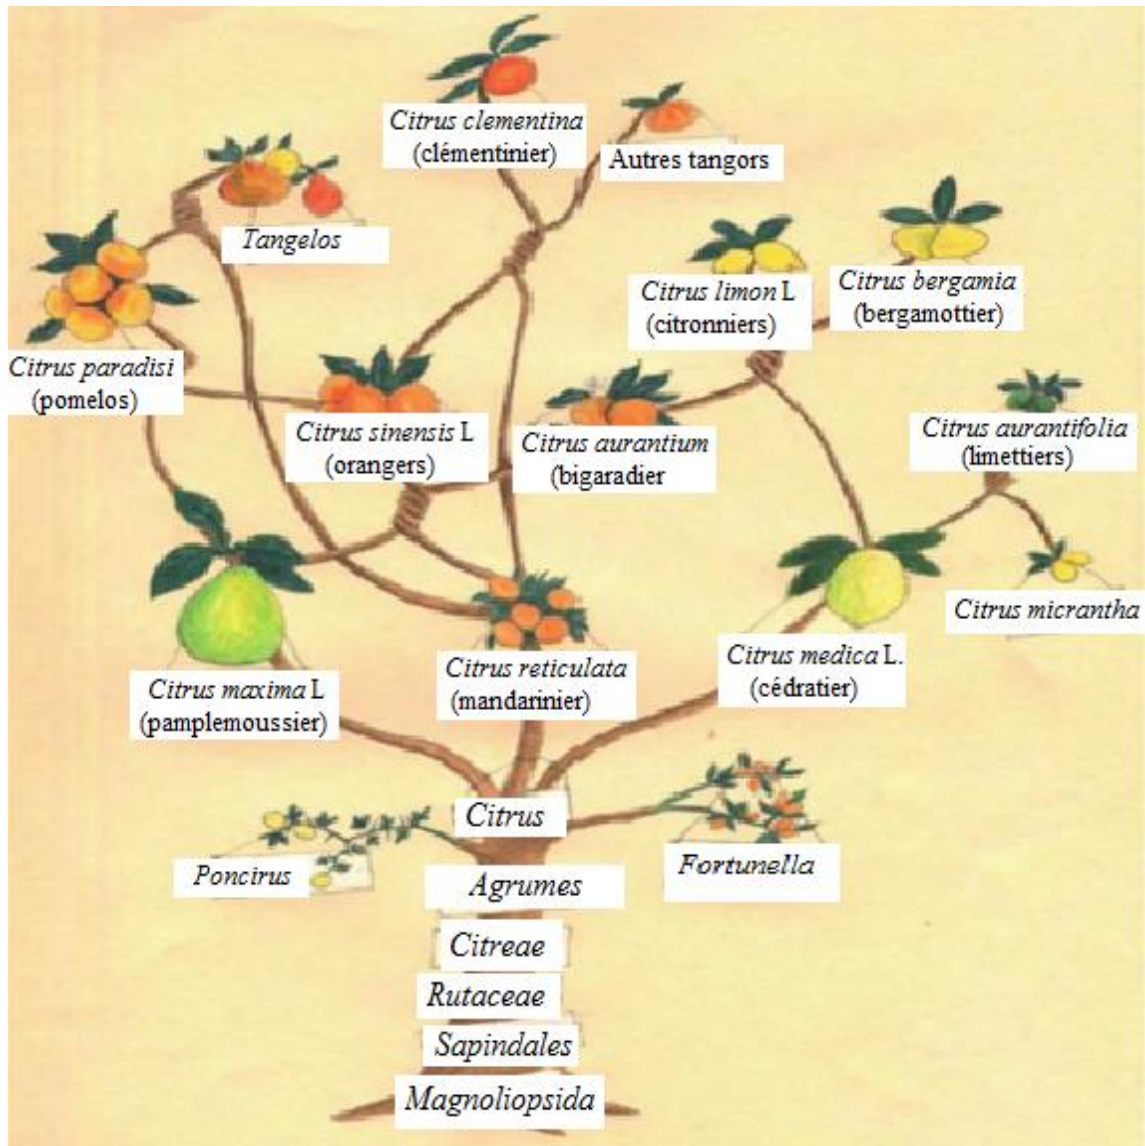 Citrus clementina
(clémentinier)
Autres tangors
Tangelos
Citrus limon L
(citronniers)
Citrus bergamia
(bergamottier)
Citrus paradisi
(pomelos)
Citrus sinensis L
(orangers)
Citrus aurantium
(bigaradier
Citrus aurantifolia
(limettiers)
Citrus micrantha
Citrus maxima L
(pamplemoussier)
Citrus reticulata
(mandarinier)
Citrus medica L.
(cédratier)
Citrus
Poncirus
Fortunella
Agrumes
Citreae
Rutaceae
Sapindales
Magnoliopsida